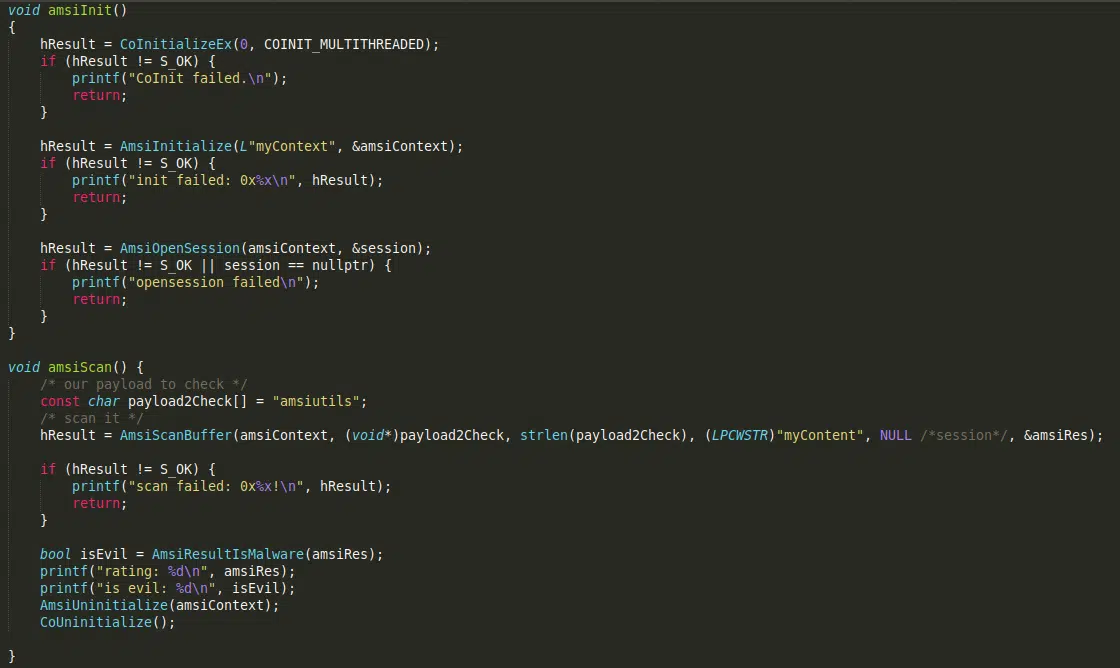 void amsiInit()
{
    hResult = CoInitializeEx(0, COINIT_MULTITHREADED);
    if (hResult != S_OK) {
        printf("CoInit failed.\n");
        return;
    }

    hResult = AmsiInitialize(L"myContext", &amsiContext);
    if (hResult != S_OK) {
        printf("init failed: 0x%x\n", hResult);
        return;
    }

    hResult = AmsiOpenSession(amsiContext, &session);
    if (hResult != S_OK || session == nullptr) {
        printf("opensession failed\n");
        return;
    }
}

void amsiScan() {
    /* our payload to check */
    const char payload2Check[] = "amsiutils";
    /* scan it */
    hResult = AmsiScanBuffer(amsiContext, (void*)payload2Check, strlen(payload2Check), (LPCWSTR)"myContent", NULL /*session*/, &amsiRes);

    if (hResult != S_OK) {
        printf("scan failed: 0x%x!\n", hResult);
        return;
    }

    bool isEvil = AmsiResultIsMalware(amsiRes);
    printf("rating: %d\n", amsiRes);
    printf("is evil: %d\n", isEvil);
    AmsiUninitialize(amsiContext);
    CoUninitialize();

}